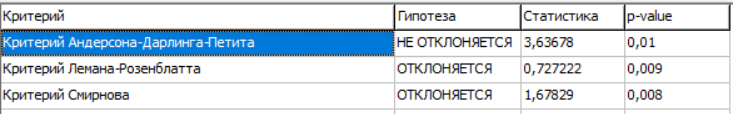 Критерий Гипотеза Статистика p-value
Критерий Андерсона-Дарлинга-Петита НЕ ОТКЛОНЯЕТСЯ 3,63678 0,01
Критерий Лемана-Розенблатта ОТКЛОНЯЕТСЯ 0,727222 0,009
Критерий Смирнова ОТКЛОНЯЕТСЯ 1,67829 0,008